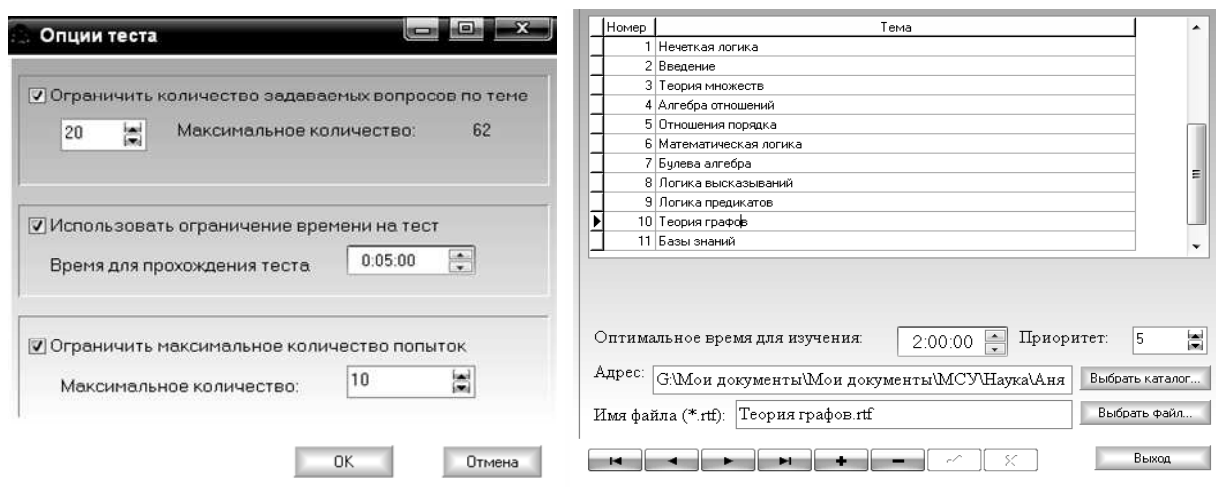 Опции теста
Ограничить количество задаваемых вопросов по теме
20 Максимальное количество: 62
Использовать ограничение времени на тест
Время для прохождения теста 0:05:00
Ограничить максимальное количество попыток
Максимальное количество: 10
OK Отмена
Номер Тема
1 Нечеткая логика
2 Введение
3 Теория множеств
4 Алгебра отношений
5 Отношения порядка
6 Математическая логика
7 Булева алгебра
8 Логика высказываний
9 Логика предикатов
10 Теория графов
11 Базы знаний
Оптимальное время для изучения: 2:00:00 Приоритет: 5
Адрес: G:\Мои документы\Мои документы\МСУ\Наука\Аня Выбрать каталог...
Имя файла (*.rtf): Теория графов.rtf Выбрать файл...
Выход